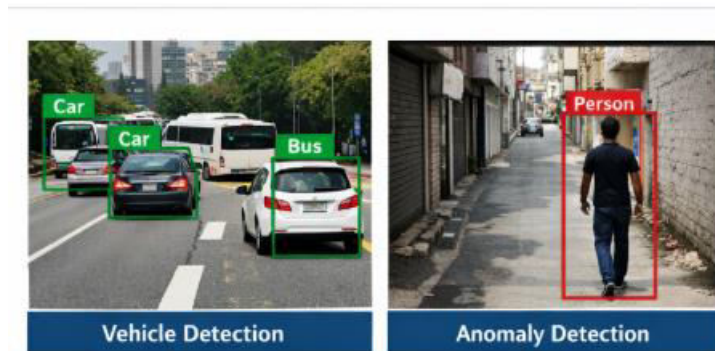 Car
Car
Bus
Person
Vehicle Detection
Anomaly Detection